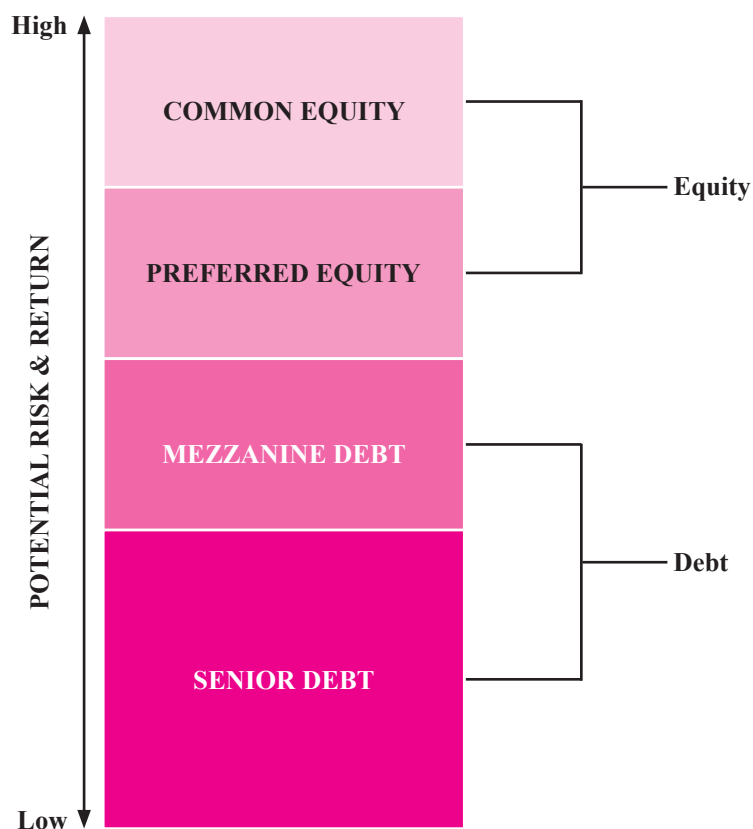 High
COMMON EQUITY
Equity
PREFERRED EQUITY
POTENTIAL RISK & RETURN
MEZZANINE DEBT
Debt
SENIOR DEBT
Low